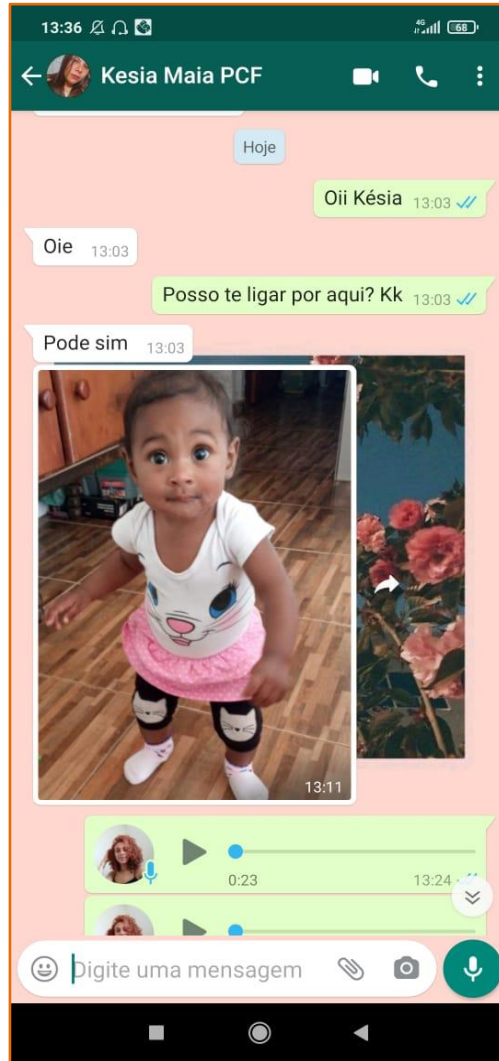 13:36
4G
68
Kesia Maia PCF
Hoje
Oii Késia 13:03
Oie 13:03
Posso te ligar por aqui? Kk 13:03
Pode sim 13:03
13:11
0:23 13:24
Digite uma mensagem